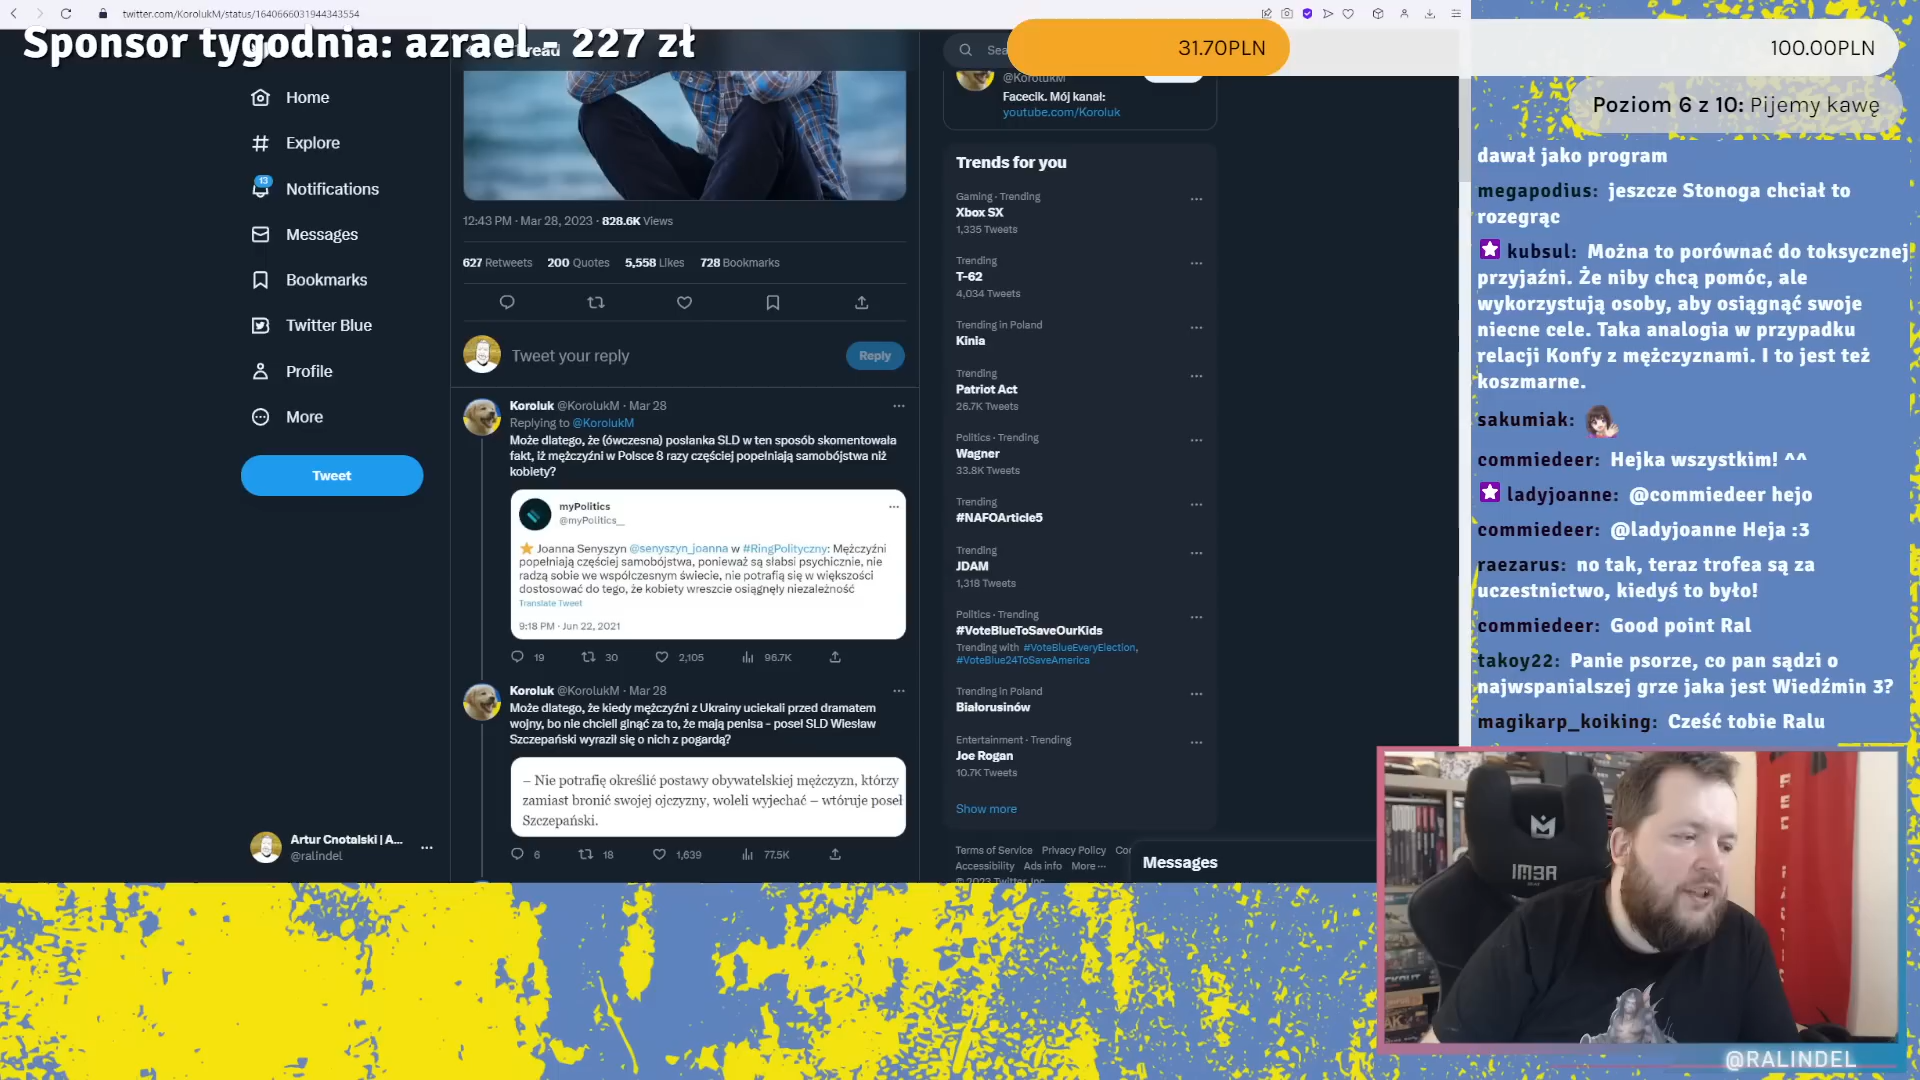 twitter.com/KorolukM/status/1640666031944343554
Sponsor tygodnia: azrael - 227 zł
31.70PLN
100.00PLN
Poziom 6 z 10: Pijemy kawę
Home
Explore
13
Notifications
Messages
Bookmarks
Twitter Blue
Profile
More
Tweet
Artur Cnotalski | A...
@ralindel
12:43 PM · Mar 28, 2023 · 828.6K Views
627 Retweets 200 Quotes 5,558 Likes 728 Bookmarks
Tweet your reply
Reply
Koroluk @KorolukM · Mar 28
Replying to @KorolukM
Może dlatego, że (ówczesna) posłanka SLD w ten sposób skomentowała
fakt, iż mężczyźni w Polsce 8 razy częściej popełniają samobójstwa niż
kobiety?
myPolitics
@myPolitics__
Joanna Senyszyn @senyszyn_joanna w #RingPolityczny: Mężczyźni
popełniają częściej samobójstwa, ponieważ są słabsi psychicznie, nie
radzą sobie we współczesnym świecie, nie potrafią się w większości
dostosować do tego, że kobiety wreszcie osiągnęły niezależność
Translate Tweet
9:18 PM · Jun 22, 2021
19 30 2,105 96.7K
Koroluk @KorolukM · Mar 28
Może dlatego, że kiedy mężczyźni z Ukrainy uciekali przed dramatem
wojny, bo nie chcieli ginąć za to, że mają penisa - poseł SLD Wiesław
Szczepański wyraził się o nich z pogardą?
– Nie potrafię określić postawy obywatelskiej mężczyzn, którzy
zamiast bronić swojej ojczyzny, woleli wyjechać – wtóruje poseł
Szczepański.
6 18 1,639 77.5K
Sea
@KorolukM
Facecik. Mój kanał:
youtube.com/Koroluk
Trends for you
Gaming · Trending
Xbox SX
1,335 Tweets
Trending
T-62
4,034 Tweets
Trending in Poland
Kinia
Trending
Patriot Act
26.7K Tweets
Politics · Trending
Wagner
33.8K Tweets
Trending
#NAFOArticle5
Trending
JDAM
1,318 Tweets
Politics · Trending
#VoteBlueToSaveOurKids
Trending with #VoteBlueEveryElection,
#VoteBlue24ToSaveAmerica
Trending in Poland
Białorusinów
Entertainment · Trending
Joe Rogan
10.7K Tweets
Show more
Terms of Service Privacy Policy Coo
Accessibility Ads info More ···
© 2023 Twitter, Inc.
Messages
dawał jako program
megapodius: jeszcze Stonoga chciał to
rozegrąc
kubsul: Można to porównać do toksycznej
przyjaźni. Że niby chcą pomóc, ale
wykorzystują osoby, aby osiągnąć swoje
niecne cele. Taka analogia w przypadku
relacji Konfy z mężczyznami. I to jest też
koszmarne.
sakumiak:
commiedeer: Hejka wszystkim! ^^
ladyjoanne: @commiedeer hejo
commiedeer: @ladyjoanne Heja :3
raezarus: no tak, teraz trofea są za
uczestnictwo, kiedyś to było!
commiedeer: Good point Ral
takoy22: Panie psorze, co pan sądzi o
najwspanialszej grze jaka jest Wiedźmin 3?
magikarp_koiking: Cześć tobie Ralu
IMBA
@RALINDEL